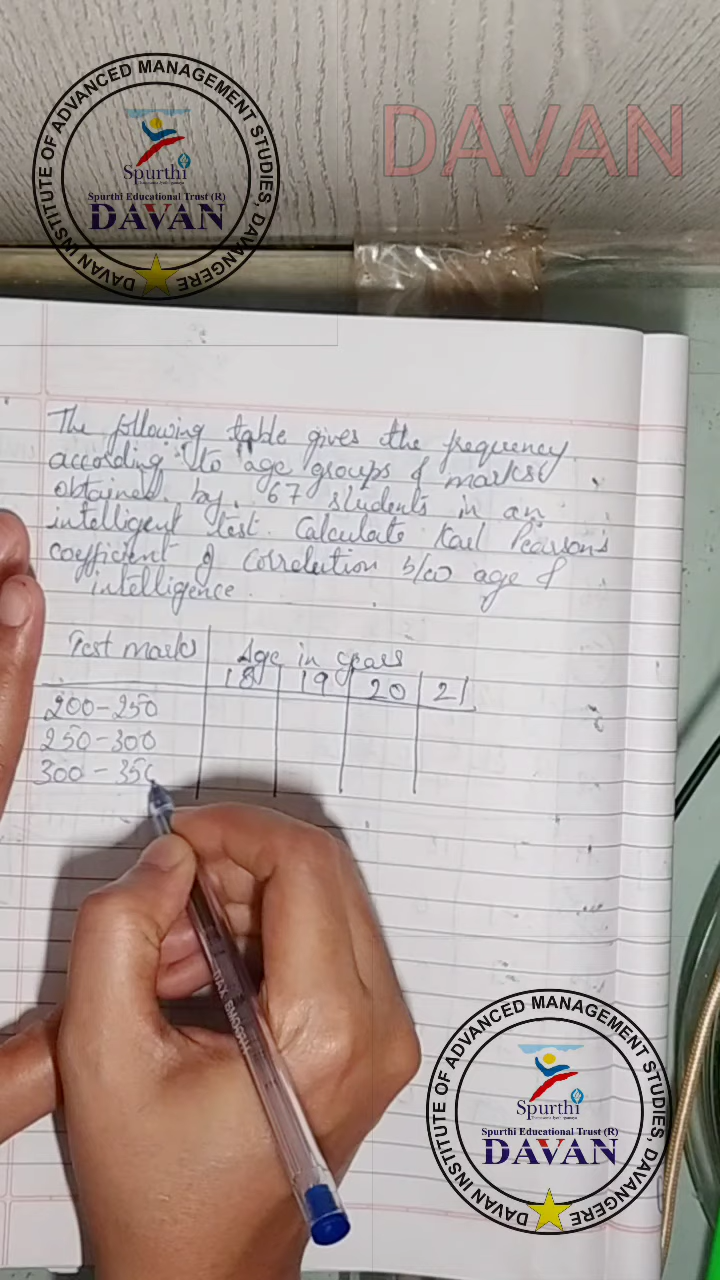 DAVAN INSTITUTE OF ADVANCED MANAGEMENT STUDIES, DAVANGERE
Spurthi
Spurthi Educational Trust (R)
DAVAN
DAVAN
The following table gives the frequency
according to age groups of marks
obtained by 67 students in an
intelligent test. Calculate Karl Pearson's
coefficient of correlation b/w age &
intelligence.
Test marks Age in years
18 19 20 21
200-250
250-300
300-350
DAVAN INSTITUTE OF ADVANCED MANAGEMENT STUDIES, DAVANGERE
Spurthi
Spurthi Educational Trust (R)
DAVAN